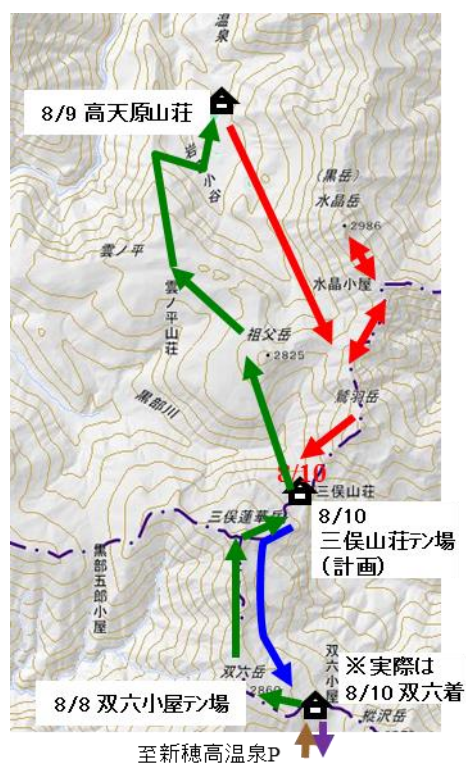 温泉
8/9 高天原山荘
岩
小谷
(黒岳)
水晶岳
2986
雲ノ平
水晶小屋
雲ノ平山荘
祖父岳
2825
鷲羽岳
黒部川
8/10
三俣山荘
三俣蓮華岳
8/10
三俣山荘テン場
(計画)
黒部五郎小屋
双六岳
2860
双六小屋
※実際は
8/10 双六着
8/8 双六小屋テン場
樅沢岳
至新穂高温泉P